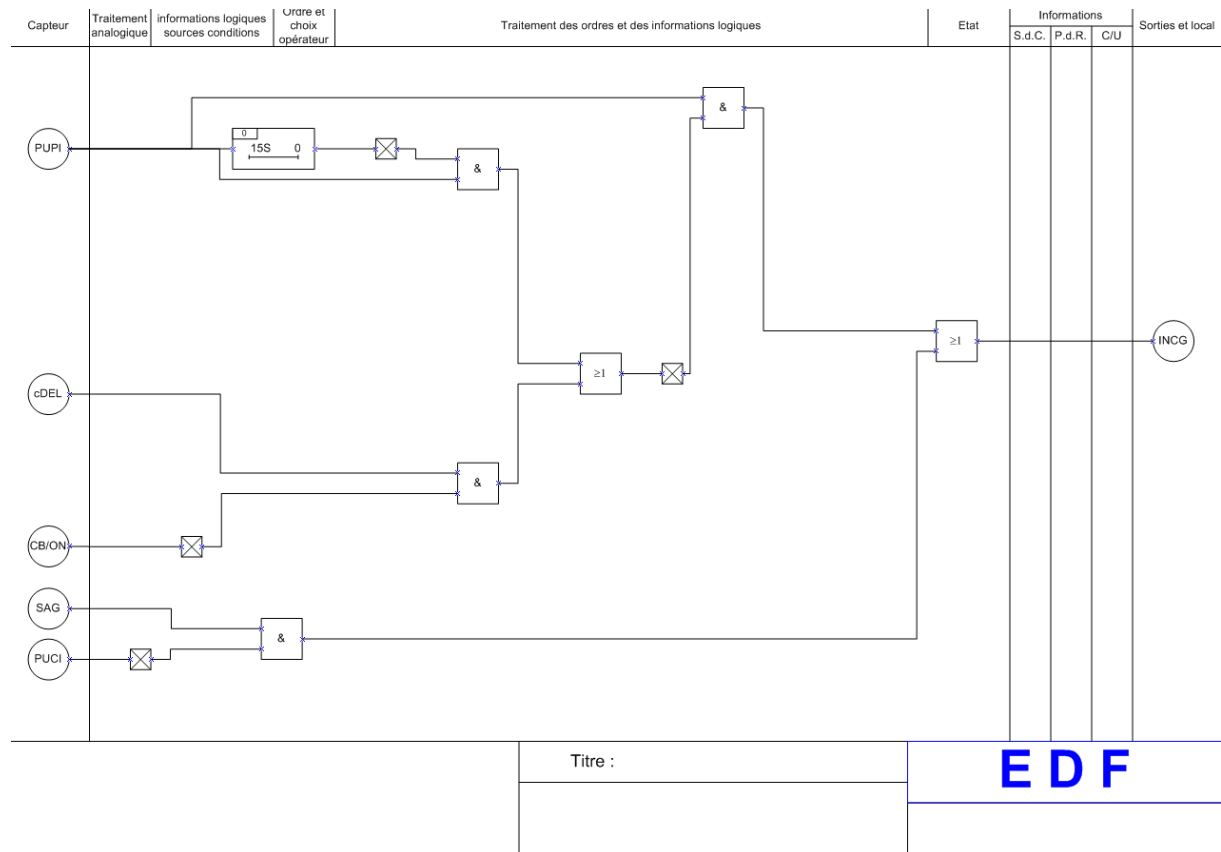 Capteur
Traitement
analogique
informations logiques
sources conditions
Ordre et
choix
opérateur
Traitement des ordres et des informations logiques
Etat
Informations
S.d.C.
P.d.R.
C/U
Sorties et local
&
PUPI
0
15S 0
&
INCG
≥1
≥1
cDEL
&
CB/ON
SAG
&
PUCI
Titre :
EDF